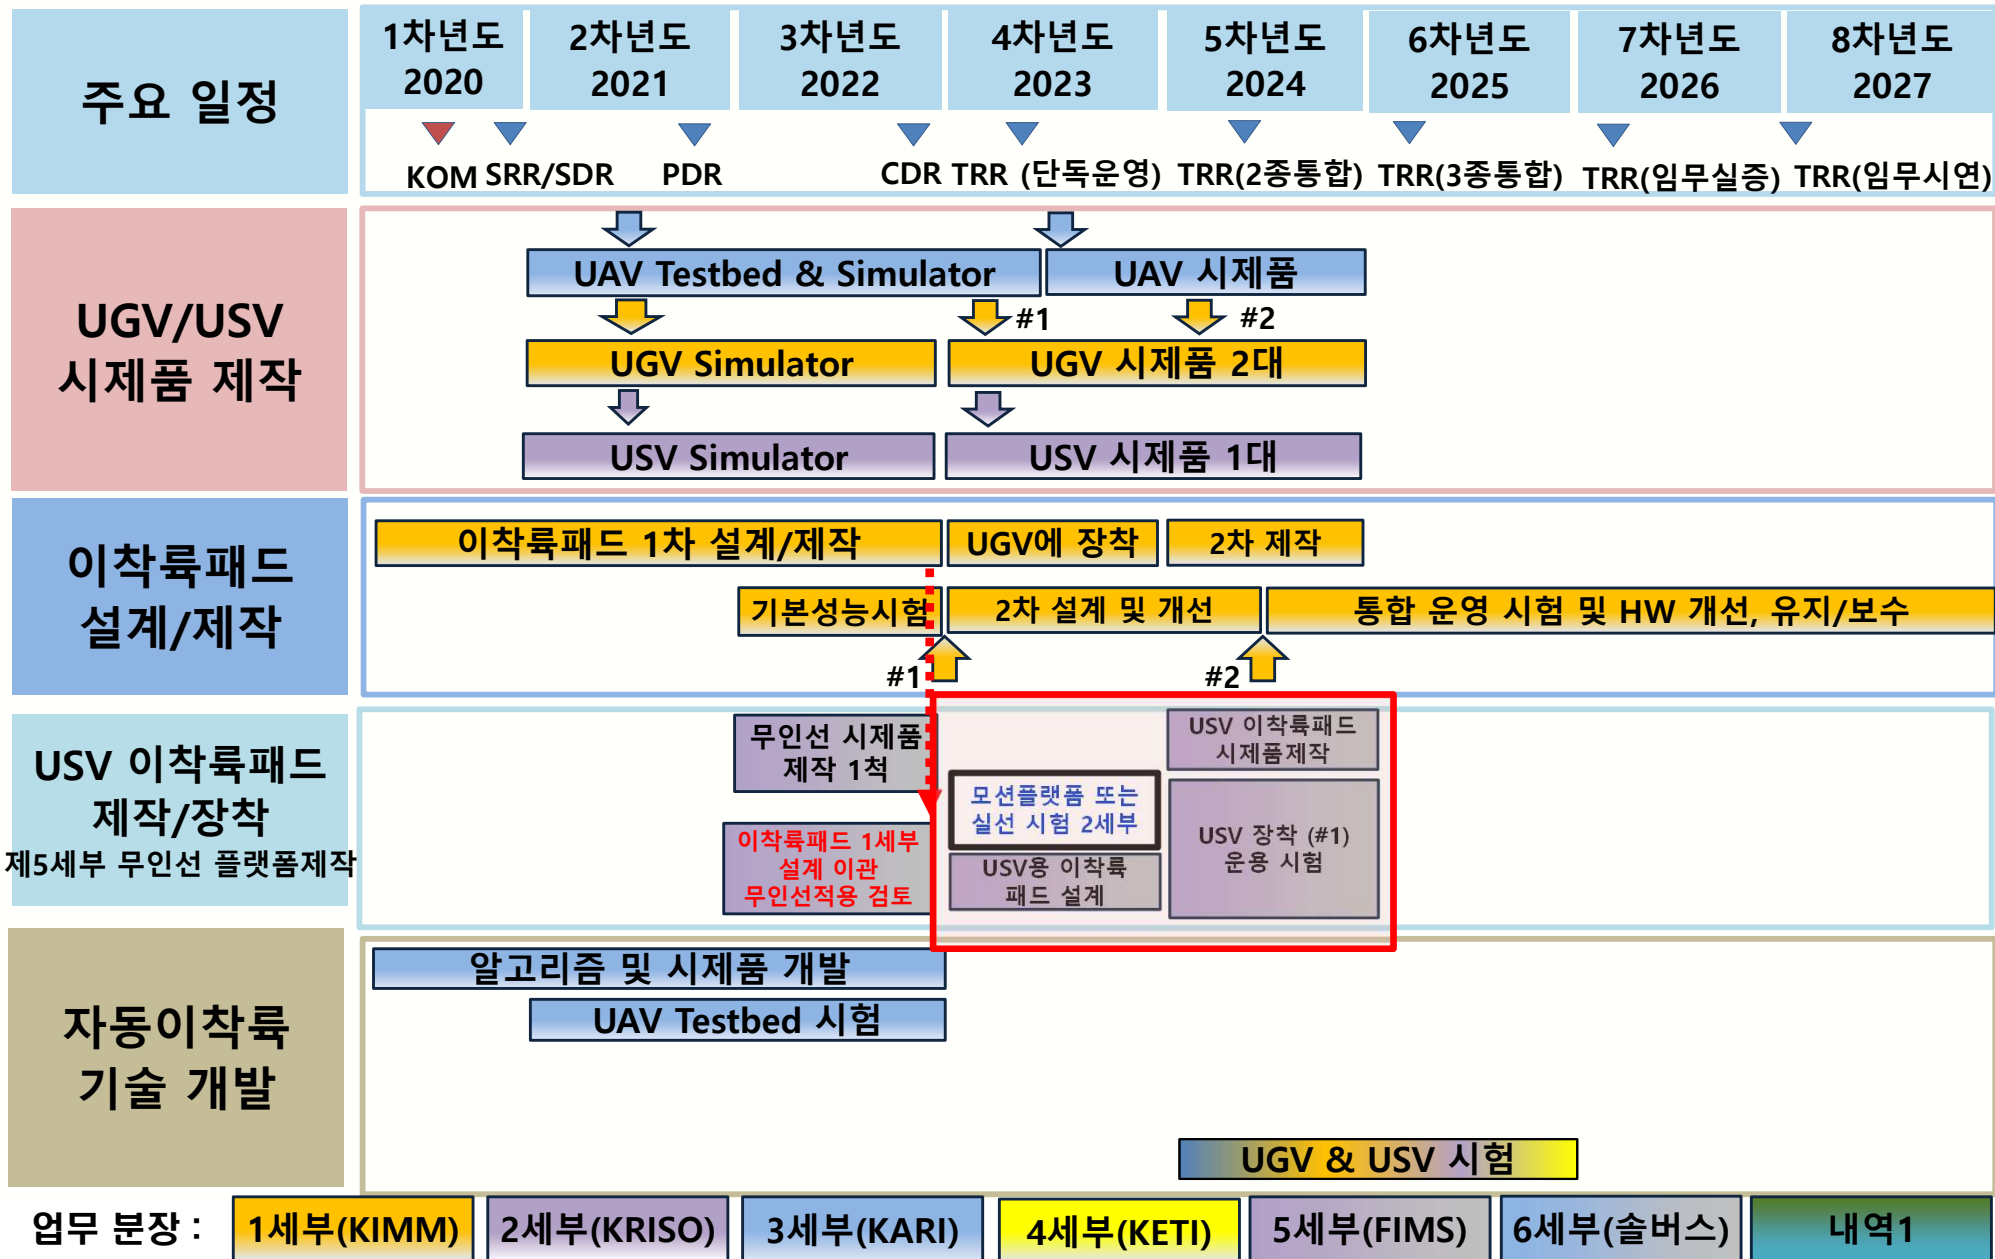 주요 일정
1차년도
2020
2차년도
2021
3차년도
2022
4차년도
2023
5차년도
2024
6차년도
2025
7차년도
2026
8차년도
2027
KOM
SRR/SDR
PDR
CDR
TRR (단독운영)
TRR(2종통합)
TRR(3종통합)
TRR(임무실증)
TRR(임무시연)
UGV/USV
시제품 제작
UAV Testbed & Simulator
UAV 시제품
#1
#2
UGV Simulator
UGV 시제품 2대
USV Simulator
USV 시제품 1대
이착륙패드
설계/제작
이착륙패드 1차 설계/제작
UGV에 장착
2차 제작
기본성능시험
2차 설계 및 개선
통합 운영 시험 및 HW 개선, 유지/보수
#1
#2
USV 이착륙패드
제작/장착
제5세부 무인선 플랫폼제작
무인선 시제품
제작 1척
이착륙패드 1세부
설계 이관
무인선적용 검토
모션플랫폼 또는
실선 시험 2세부
USV용 이착륙
패드 설계
USV 이착륙패드
시제품제작
USV 장착 (#1)
운용 시험
자동이착륙
기술 개발
알고리즘 및 시제품 개발
UAV Testbed 시험
UGV & USV 시험
업무 분장 :
1세부(KIMM)
2세부(KRISO)
3세부(KARI)
4세부(KETI)
5세부(FIMS)
6세부(솔버스)
내역1